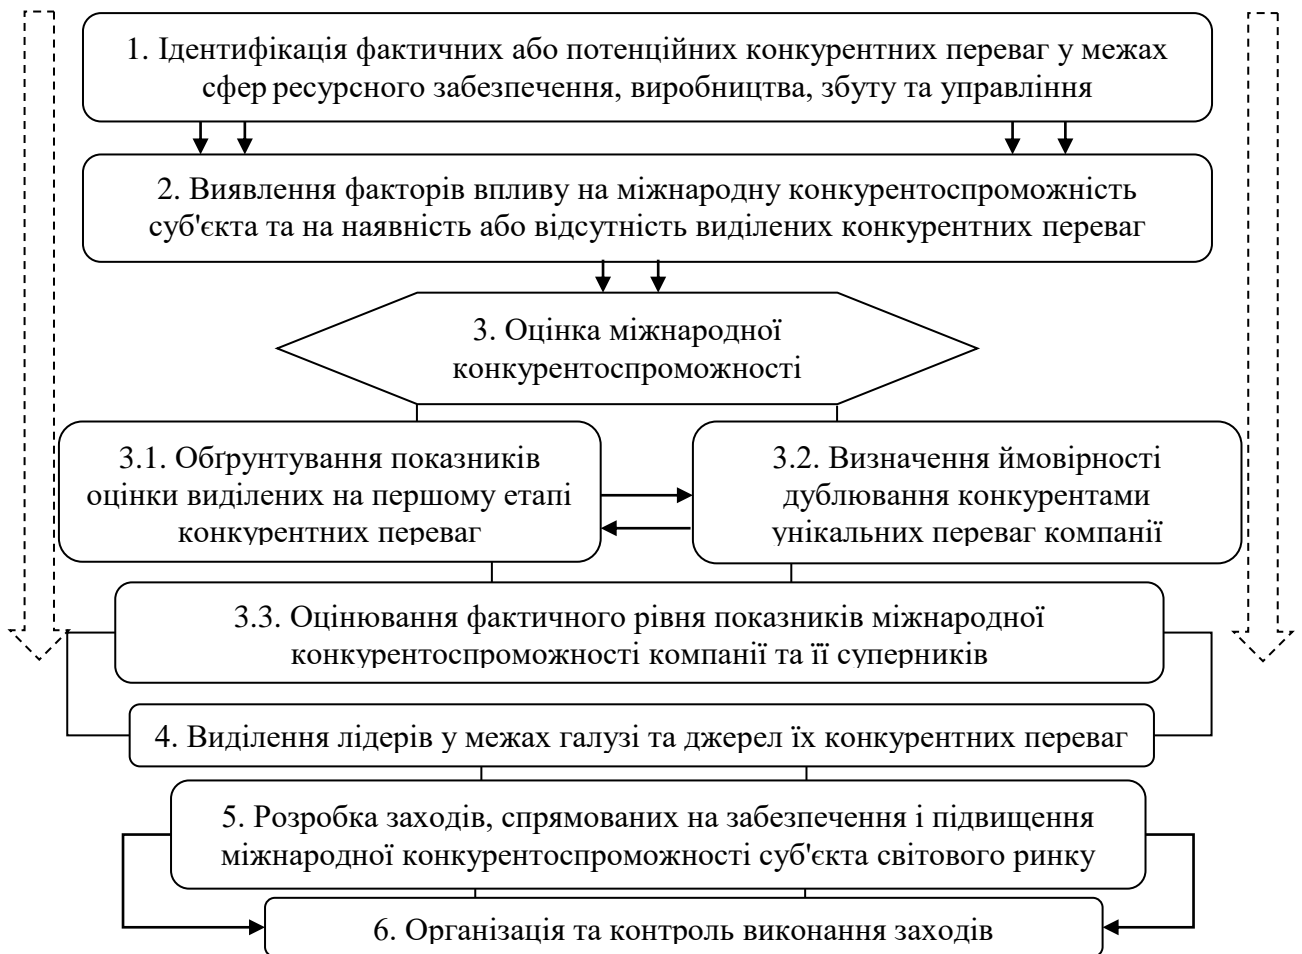 1. Ідентифікація фактичних або потенційних конкурентних переваг у межах
сфер ресурсного забезпечення, виробництва, збуту та управління
2. Виявлення факторів впливу на міжнародну конкурентоспроможність
суб'єкта та на наявність або відсутність виділених конкурентних переваг
3. Оцінка міжнародної
конкурентоспроможності
3.1. Обґрунтування показників
оцінки виділених на першому етапі
конкурентних переваг
3.2. Визначення ймовірності
дублювання конкурентами
унікальних переваг компанії
3.3. Оцінювання фактичного рівня показників міжнародної
конкурентоспроможності компанії та її суперників
4. Виділення лідерів у межах галузі та джерел їх конкурентних переваг
5. Розробка заходів, спрямованих на забезпечення і підвищення
міжнародної конкурентоспроможності суб'єкта світового ринку
6. Організація та контроль виконання заходів